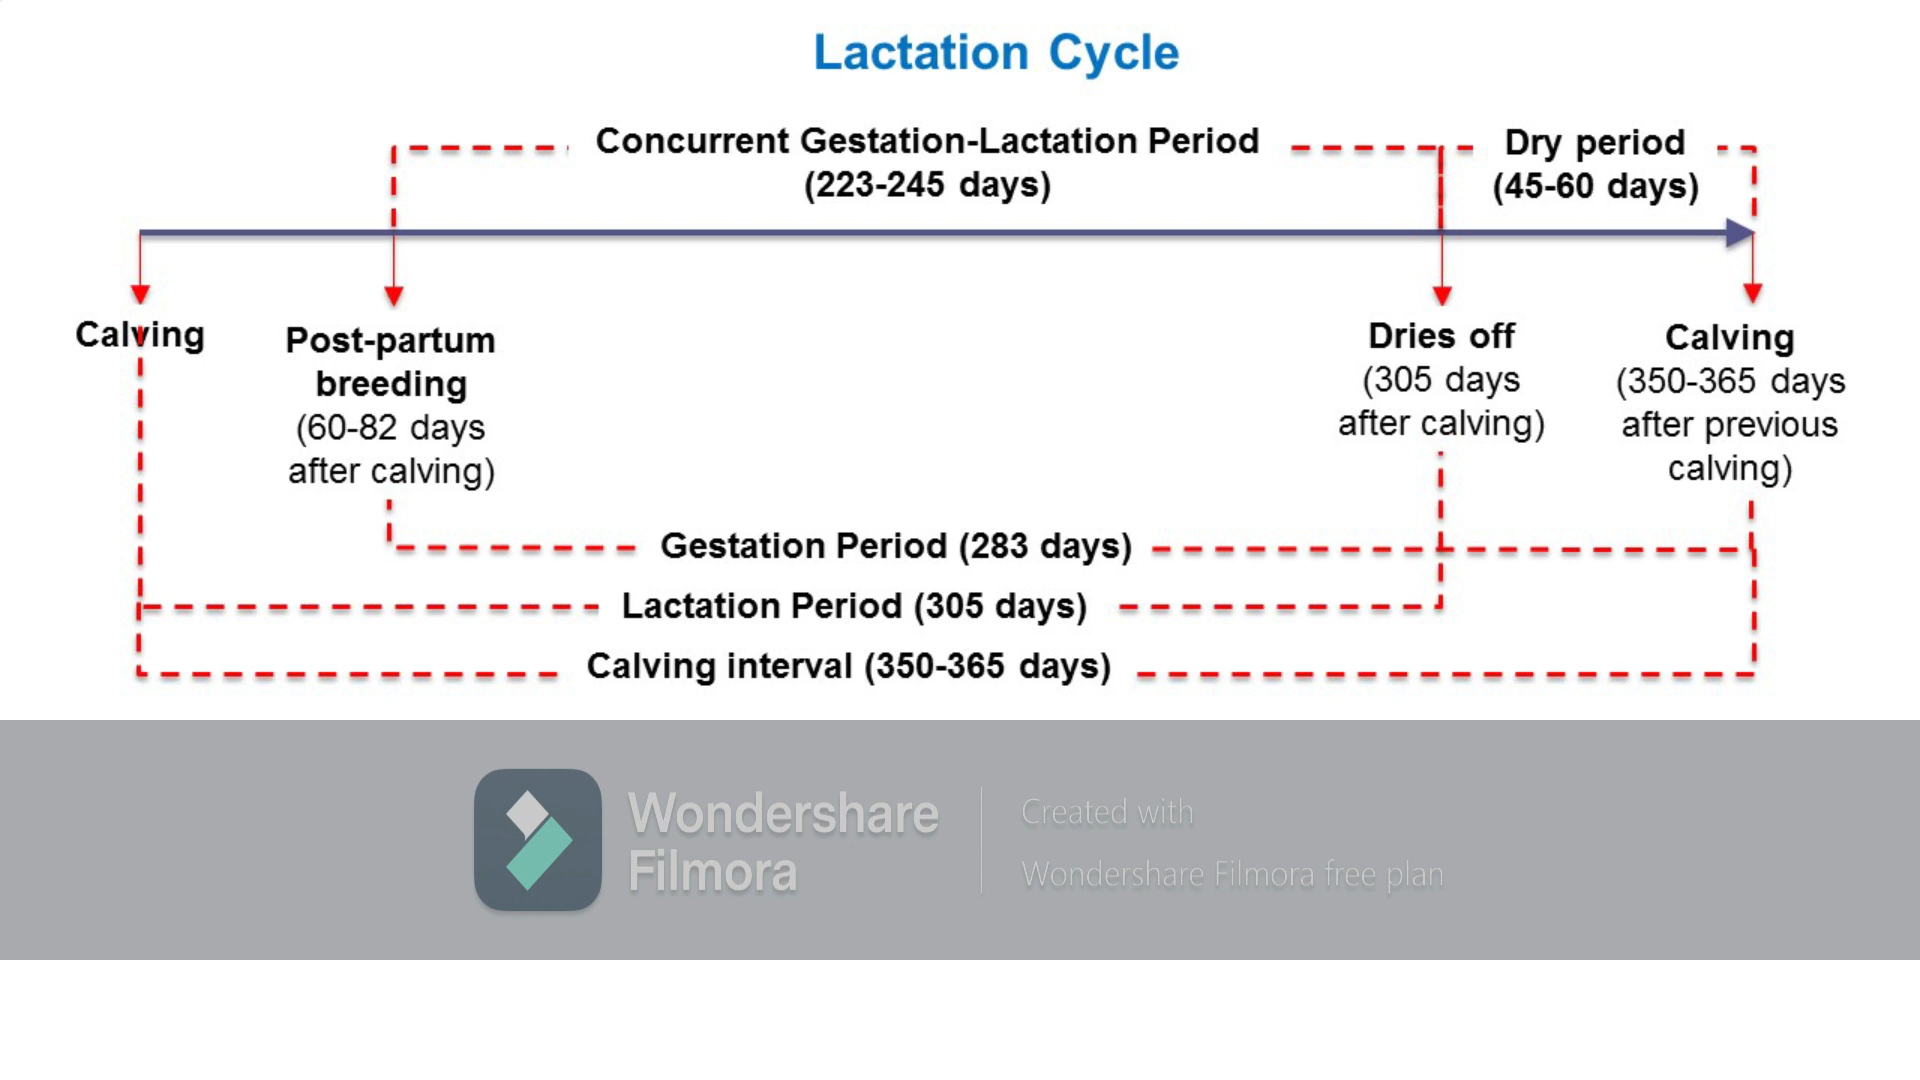 Lactation Cycle
Concurrent Gestation-Lactation Period
(223-245 days)
Dry period
(45-60 days)
Calving
Post-partum
breeding
(60-82 days
after calving)
Dries off
(305 days
after calving)
Calving
(350-365 days
after previous
calving)
Gestation Period (283 days)
Lactation Period (305 days)
Calving interval (350-365 days)
Wondershare
Filmora
Created with
Wondershare Filmora free plan